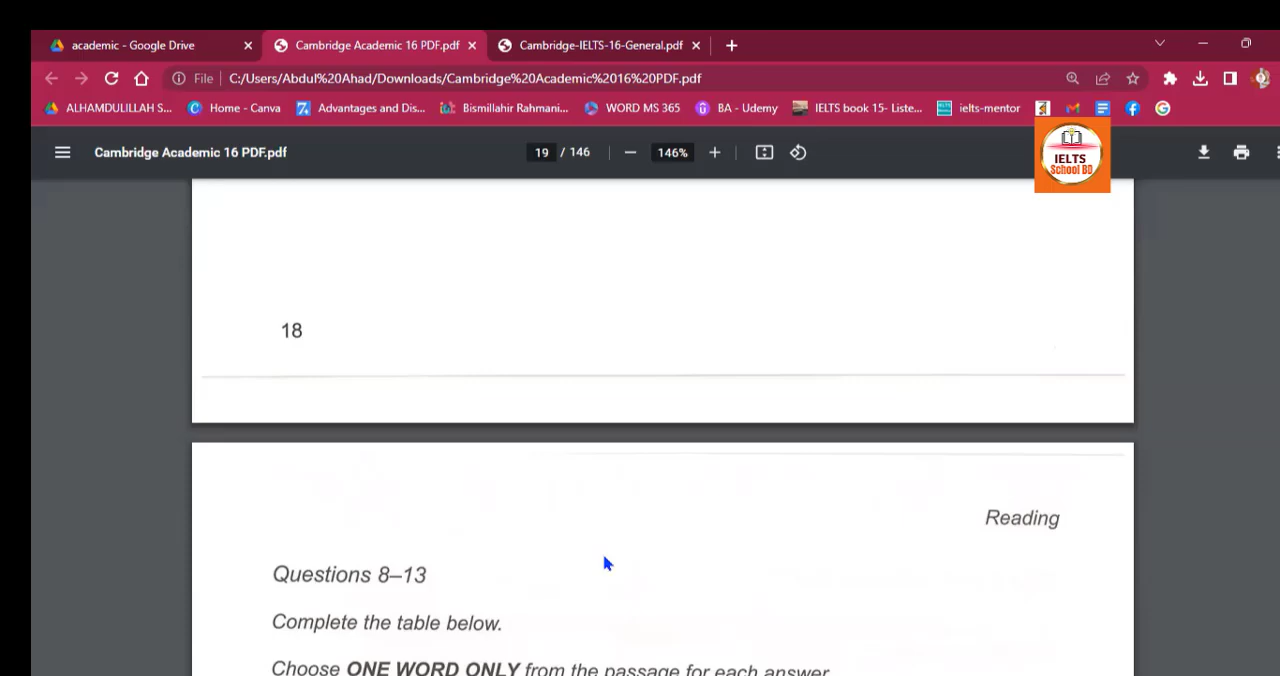 academic - Google Drive
Cambridge Academic 16 PDF.pdf
Cambridge-IELTS-16-General.pdf
File
C:/Users/Abdul%20Ahad/Downloads/Cambridge%20Academic%2016%20PDF.pdf
ALHAMDULILLAH S...
Home - Canva
Advantages and Dis...
Bismillahir Rahmani...
WORD MS 365
BA - Udemy
IELTS book 15- Liste...
ielts-mentor
Cambridge Academic 16 PDF.pdf
19 / 146
146%
IELTS
School BD
18
Reading
Questions 8–13
Complete the table below.
Choose ONE WORD ONLY from the passage for each answer